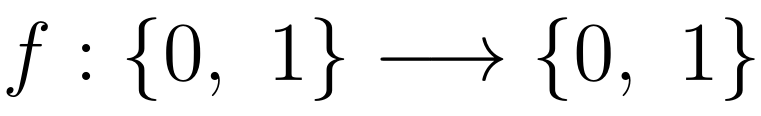 f : {0, 1} ⟶ {0, 1}